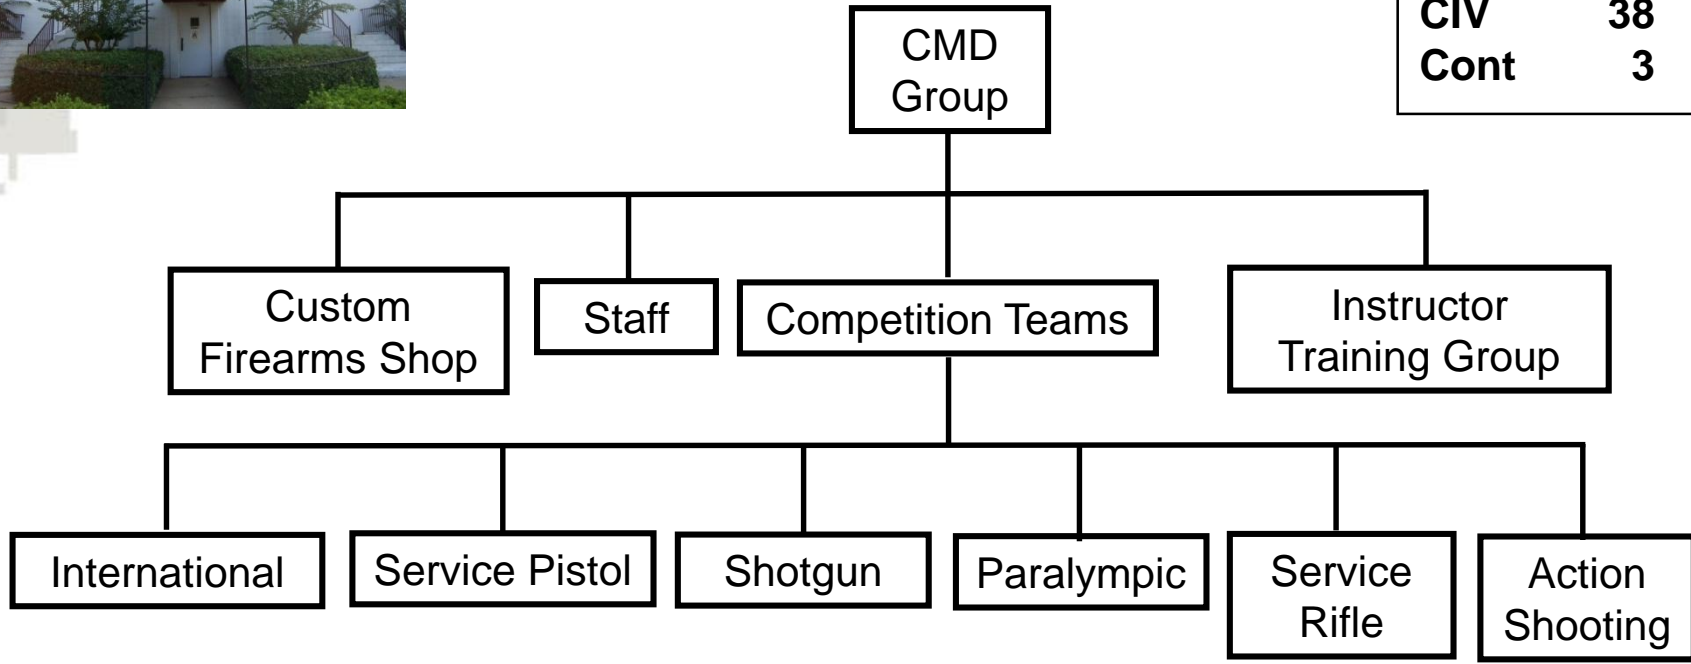 CIV 38
Cont 3
CMD
Group
Custom
Firearms Shop
Staff
Competition Teams
Instructor
Training Group
International
Service Pistol
Shotgun
Paralympic
Service
Rifle
Action
Shooting